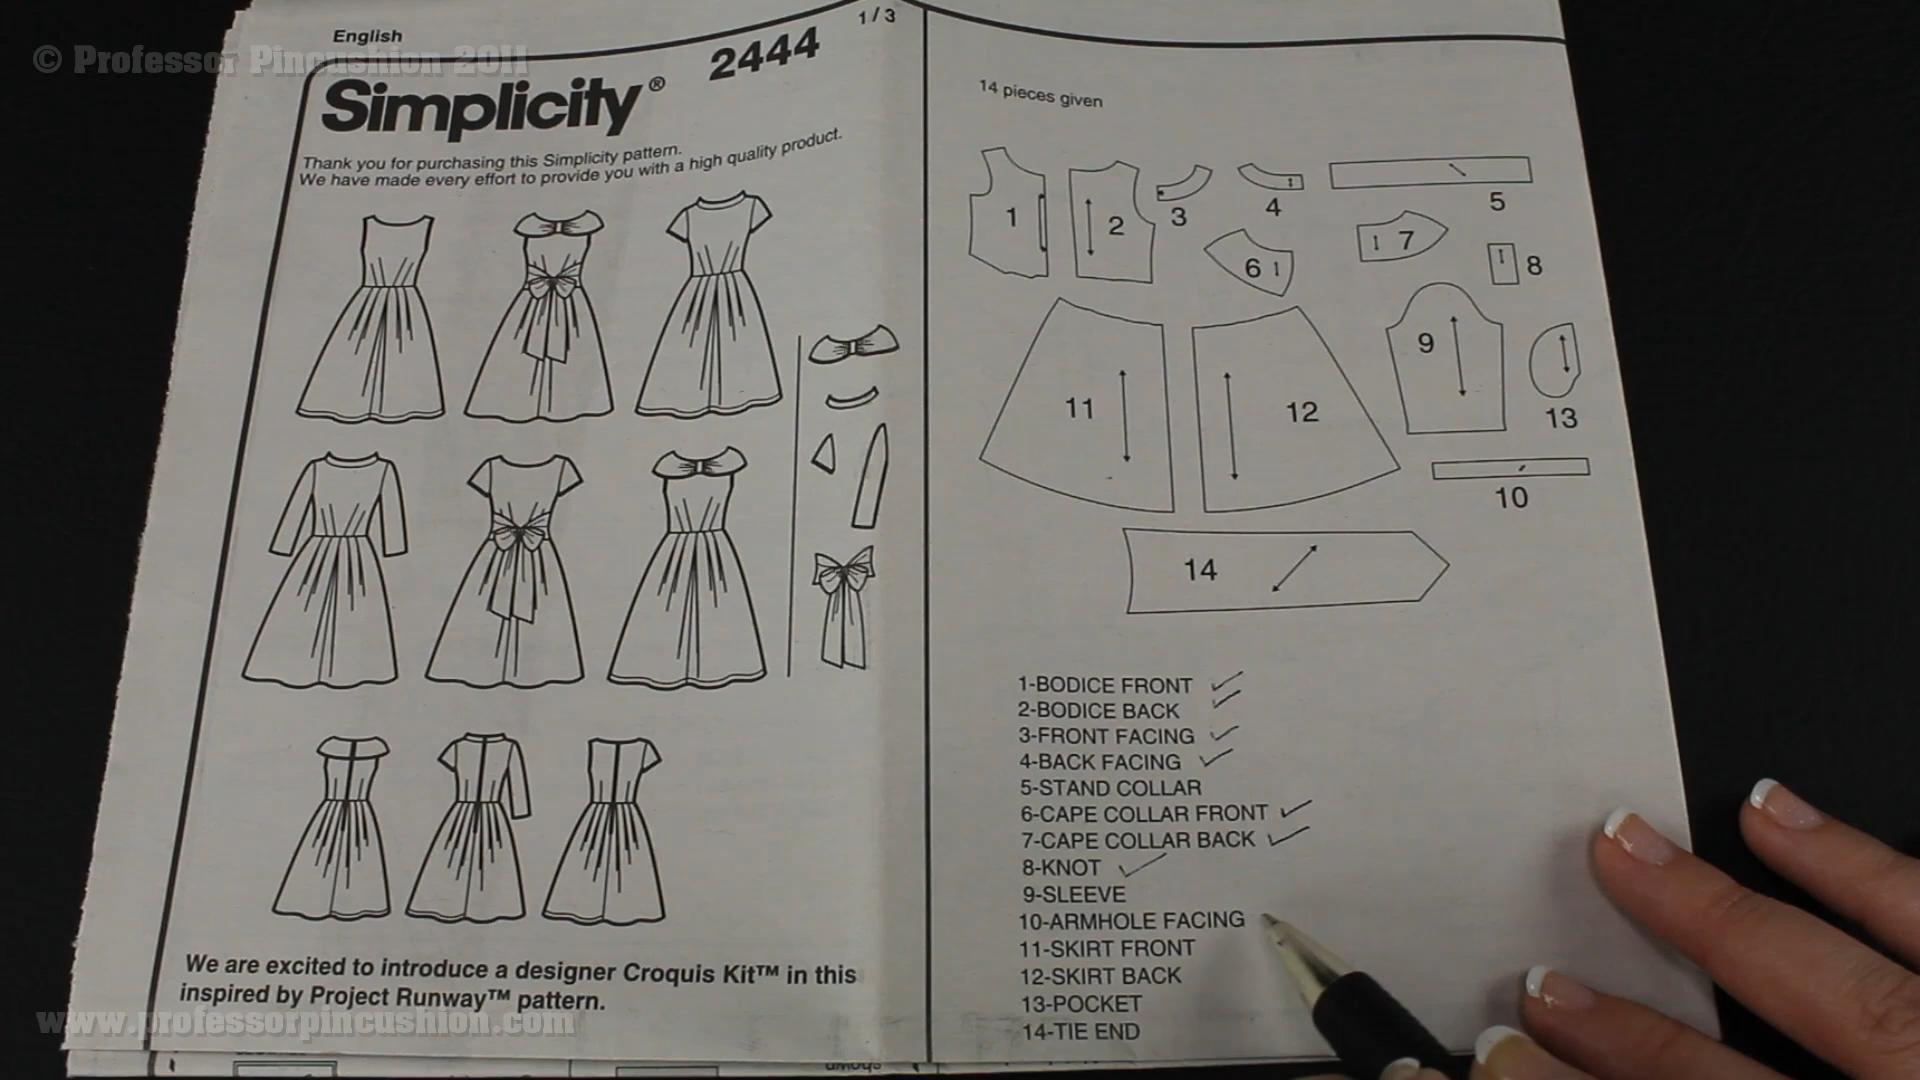 © Professor Pincushion 2011
English
1/3
Simplicity®
2444
Thank you for purchasing this Simplicity pattern.
We have made every effort to provide you with a high quality product.
We are excited to introduce a designer Croquis Kit™ in this
inspired by Project Runway™ pattern.
www.professorpincushion.com
14 pieces given
1
2
3
4
5
6
7
8
9
13
11
12
10
14
1-BODICE FRONT
2-BODICE BACK
3-FRONT FACING
4-BACK FACING
5-STAND COLLAR
6-CAPE COLLAR FRONT
7-CAPE COLLAR BACK
8-KNOT
9-SLEEVE
10-ARMHOLE FACING
11-SKIRT FRONT
12-SKIRT BACK
13-POCKET
14-TIE END